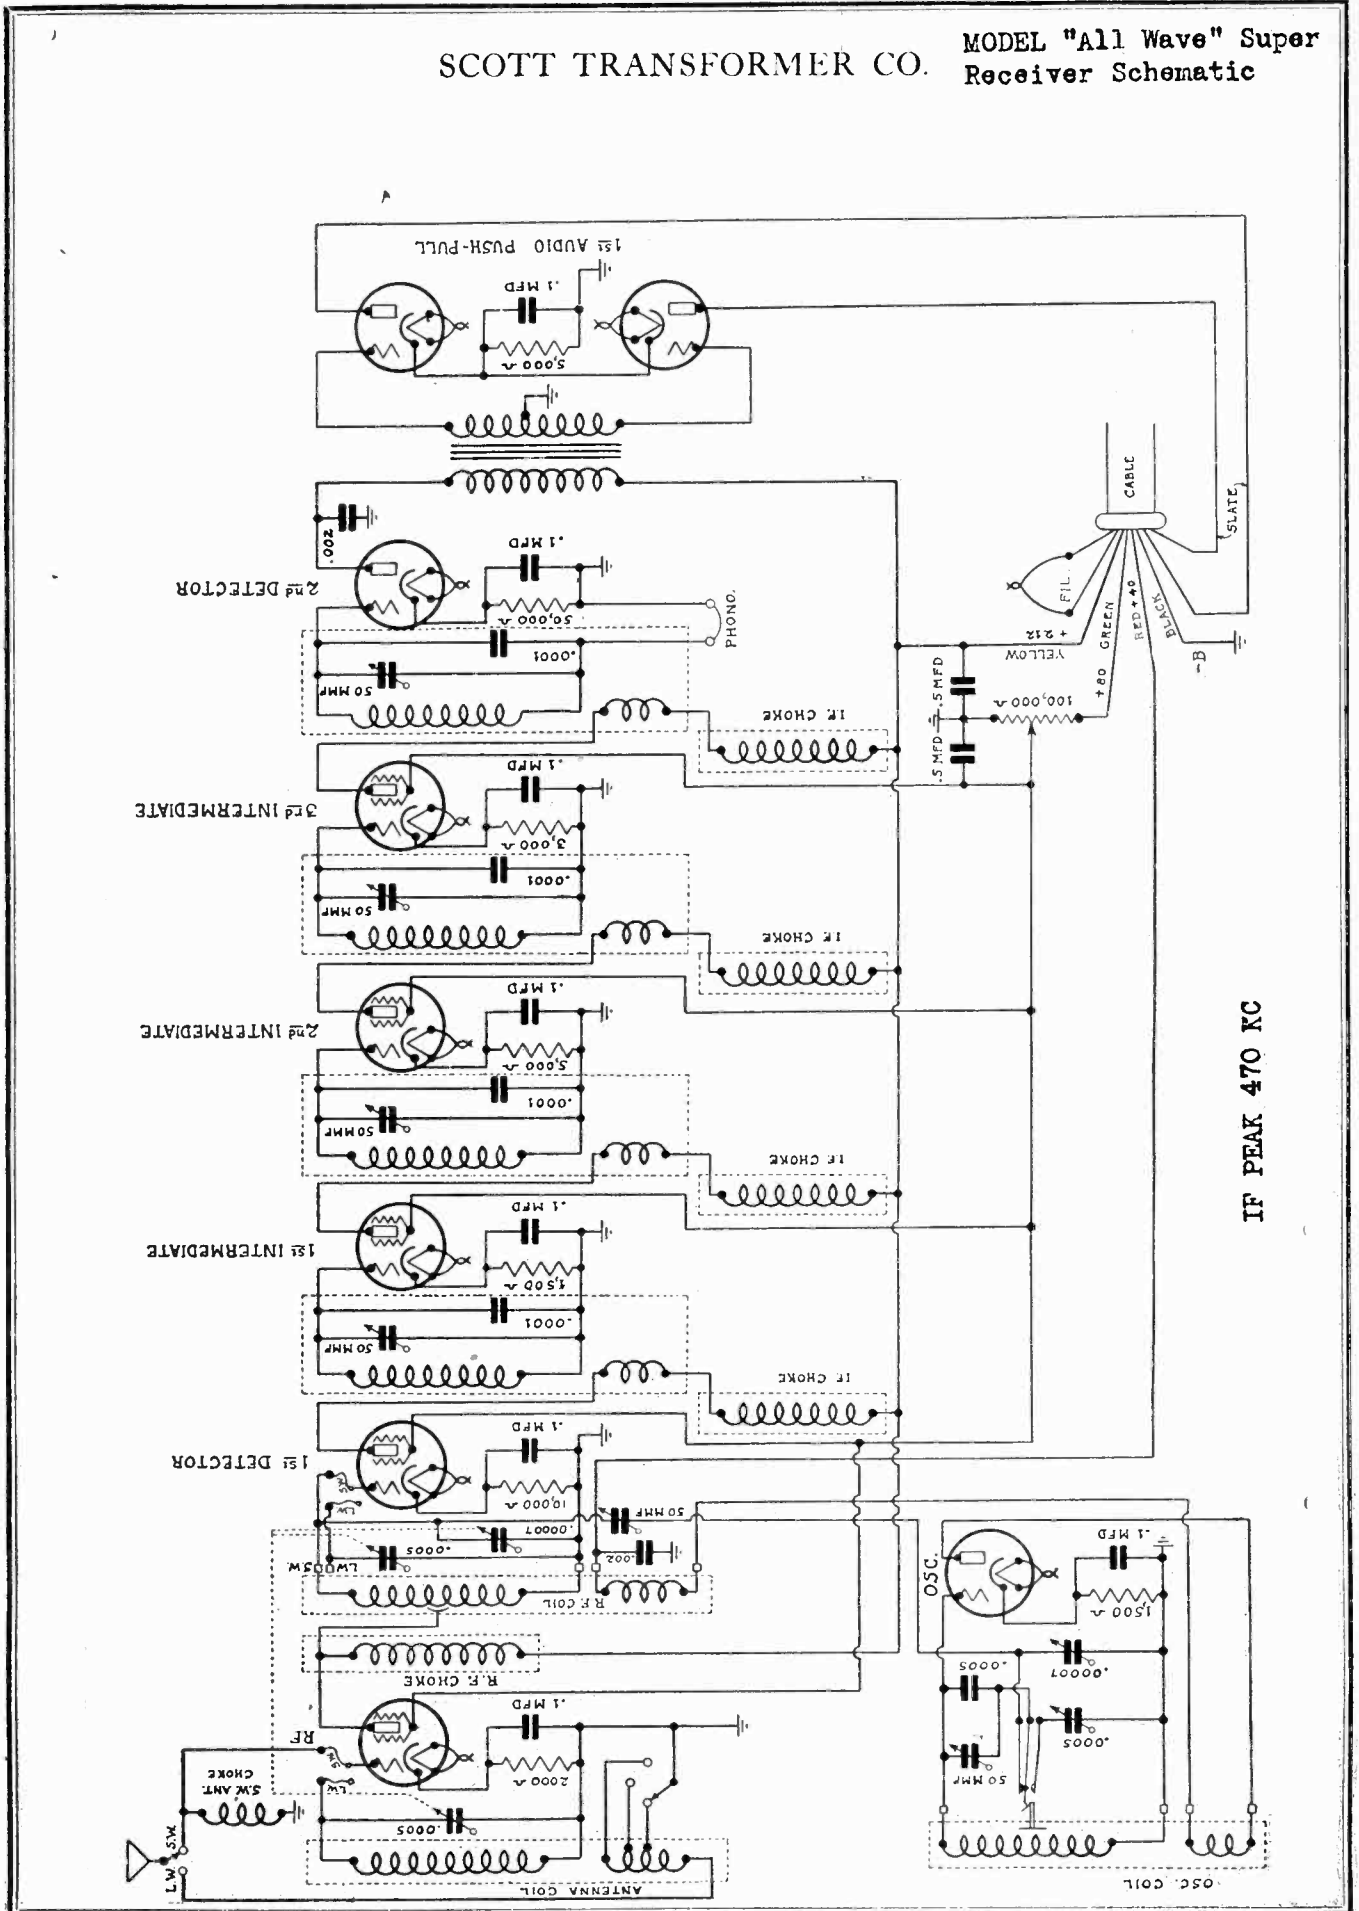 SCOTT TRANSFORMER CO.
MODEL "All Wave" Super
Receiver Schematic
1st AUDIO PUSH-PULL
.1 MFD
5,000 Ω
CABLE
SLATE
.002
.1 MFD
2nd DETECTOR
50,000 Ω
PHONO.
FIL.
+212
YELLOW
+80 GREEN
RED +40
BLACK
-B
.0001
50 MMF
.5 MFD
100,000 Ω
.5 MFD
I.F. CHOKE
.1 MFD
3rd INTERMEDIATE
3,000 Ω
.0001
50 MMF
I.F. CHOKE
.1 MFD
2nd INTERMEDIATE
5,000 Ω
.0001
50 MMF
I.F. CHOKE
IF PEAK 470 KC
.1 MFD
1st INTERMEDIATE
1,500 Ω
.0001
50 MMF
I.F. CHOKE
.1 MFD
1st DETECTOR
S.W.
10,000 Ω
50 MMF
.00007
.0005
.002
S.W.
L.W.
R.F. COIL
OSC.
.1 MFD
1,500 Ω
R.F. CHOKE
.0005
.00007
.1 MFD
RF
S.W.
L.W.
2000 Ω
.0005
50 MMF
S.W. ANT.
CHOKE
.0005
S.W.
L.W.
ANTENNA COIL
OSC. COIL